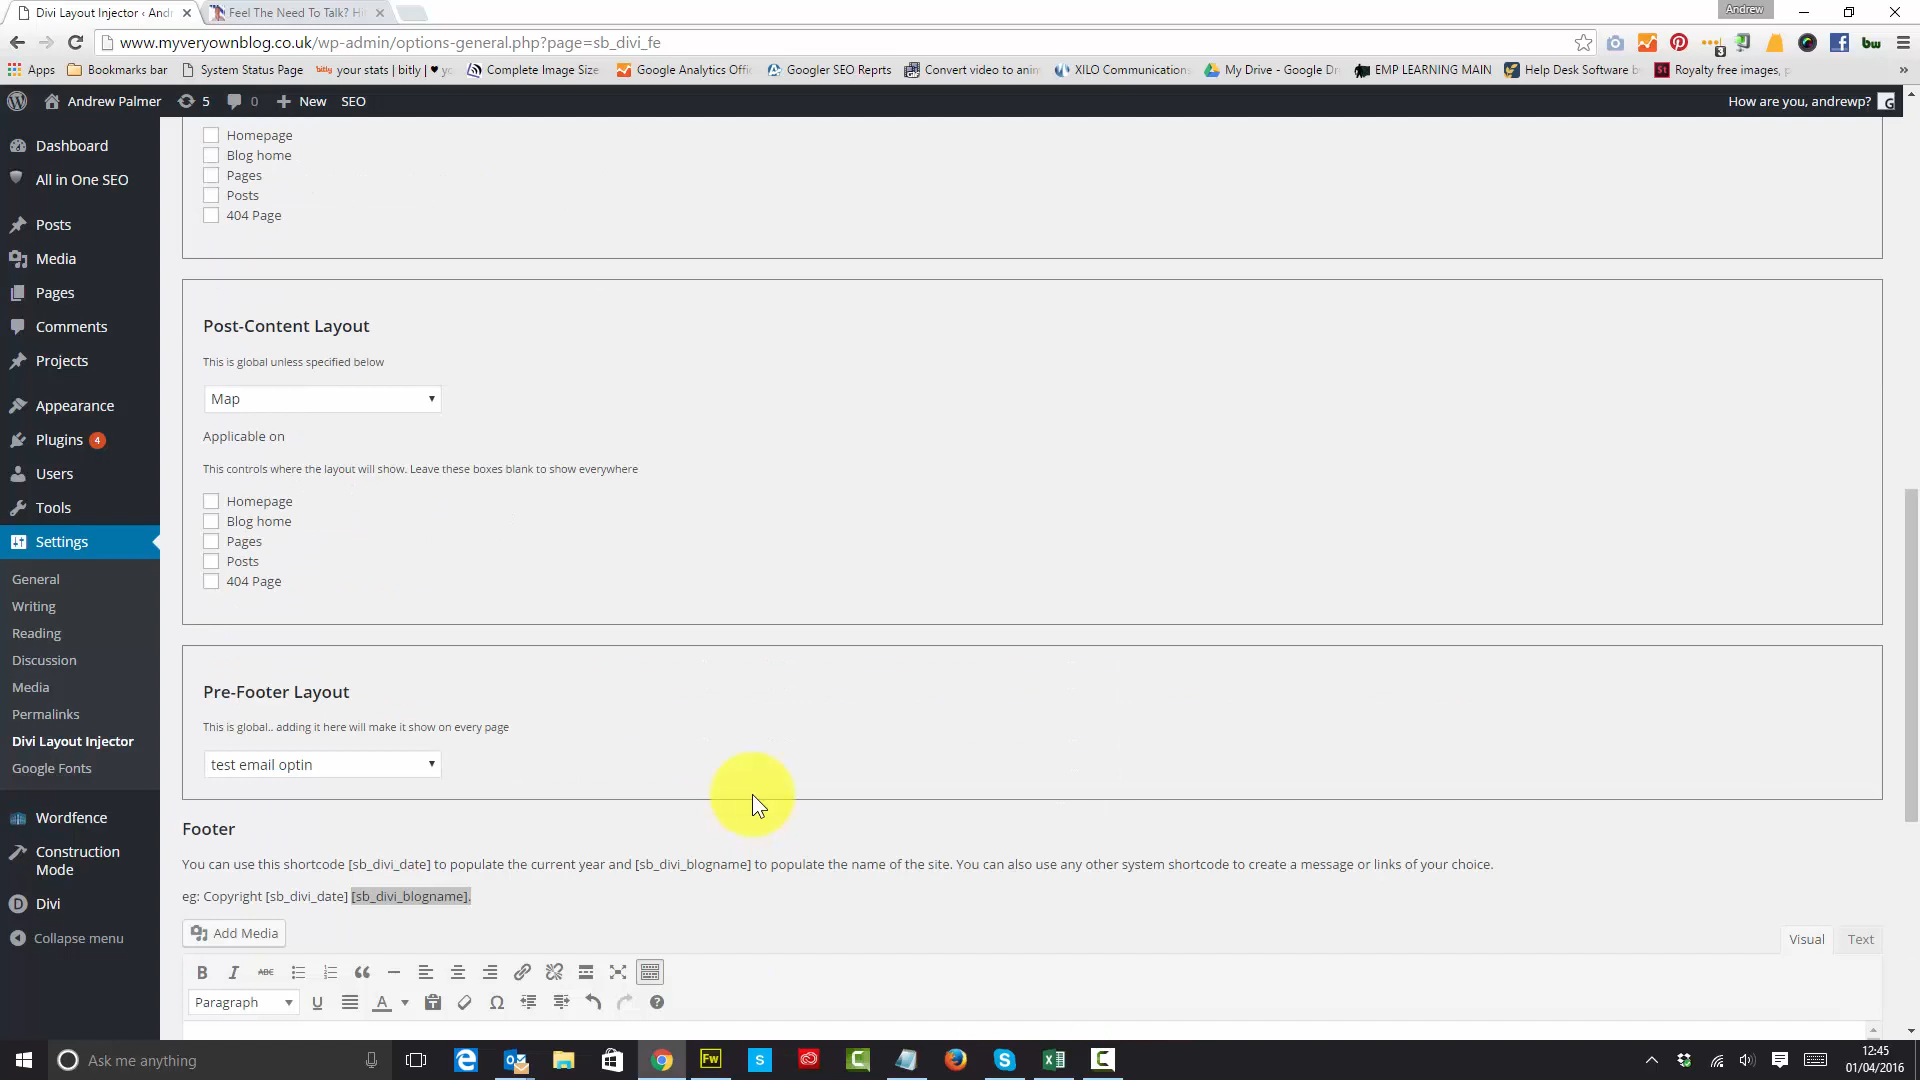 Divi Layout Injector ‹ Andr
Feel The Need To Talk? Hi
Andrew
www.myveryownblog.co.uk/wp-admin/options-general.php?page=sb_divi_fe
3
bw
Apps
Bookmarks bar
System Status Page
bitly your stats | bitly | ♥ yo
Complete Image Size
Google Analytics Offic
Googler SEO Reprts
Convert video to anim
XILO Communications
My Drive - Google Dr
EMP LEARNING MAIN
Help Desk Software b
St Royalty free images, p
»
Andrew Palmer
5
0
+ New
SEO
How are you, andrewp?
Dashboard
All in One SEO
Posts
Media
Pages
Comments
Projects
Appearance
Plugins 4
Users
Tools
Settings
General
Writing
Reading
Discussion
Media
Permalinks
Divi Layout Injector
Google Fonts
Wordfence
Construction
Mode
D Divi
Collapse menu
Homepage
Blog home
Pages
Posts
404 Page
Post-Content Layout
This is global unless specified below
Map
Applicable on
This controls where the layout will show. Leave these boxes blank to show everywhere
Homepage
Blog home
Pages
Posts
404 Page
Pre-Footer Layout
This is global.. adding it here will make it show on every page
test email optin
Footer
You can use this shortcode [sb_divi_date] to populate the current year and [sb_divi_blogname] to populate the name of the site. You can also use any other system shortcode to create a message or links of your choice.
eg: Copyright [sb_divi_date] [sb_divi_blogname].
Add Media
Visual
Text
B I ABC
Paragraph
U
A
Ω
?
Ask me anything
Fw
S
C
S
C
12:45
01/04/2016